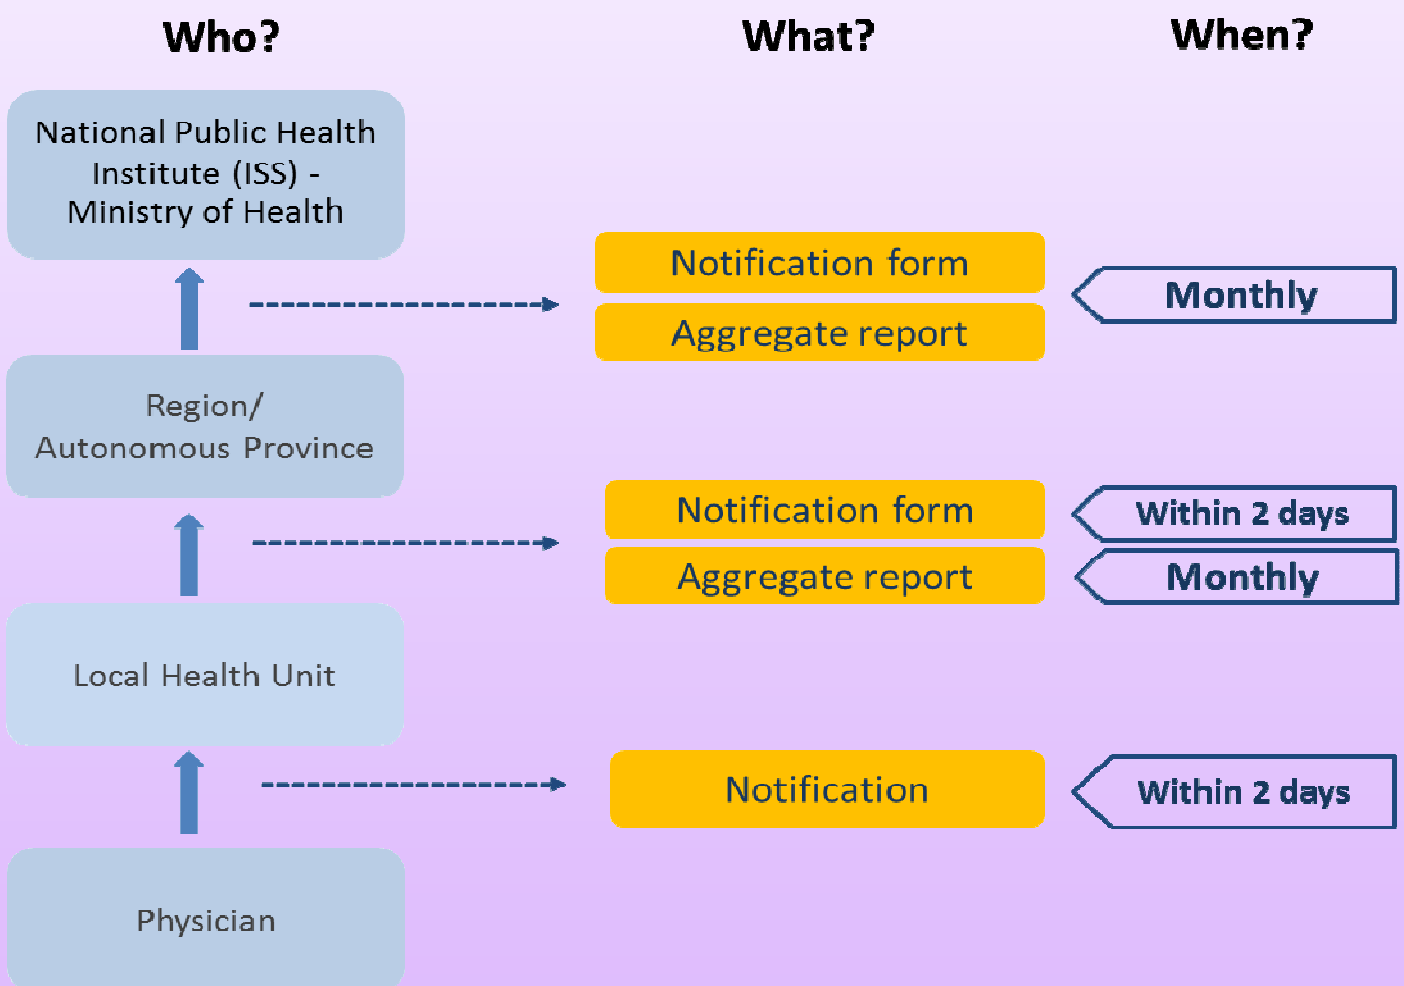 Who?
What?
When?
National Public Health
Institute (ISS) -
Ministry of Health
Notification form
Monthly
Aggregate report
Region/
Autonomous Province
Notification form
Within 2 days
Aggregate report
Monthly
Local Health Unit
Notification
Within 2 days
Physician